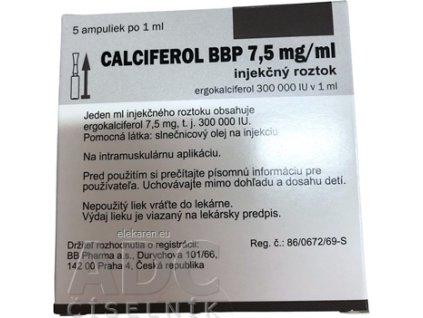 5 ampuliek po 1 ml
CALCIFEROL BBP 7,5 mg/ml
injekčný roztok
ergokalciferol 300 000 IU v 1 ml
Jeden ml injekčného roztoku obsahuje
ergokalciferol 7,5 mg, t. j. 300 000 IU.
Pomocná látka: slnečnicový olej na injekciu
Na intramuskulárnu aplikáciu.
Pred použitím si prečítajte písomnú informáciu pre
používateľa. Uchovávajte mimo dohľadu a dosahu detí.
Nepoužitý liek vráťte do lekárne.
Výdaj lieku je viazaný na lekársky predpis.
elekaren.eu
Držiteľ rozhodnutia o registrácii:
BB Pharma a.s., Durychova 101/66,
142 00 Praha 4, Česká republika
Reg. č.: 86/0672/69-S
ADC
ČÍSELNÍK